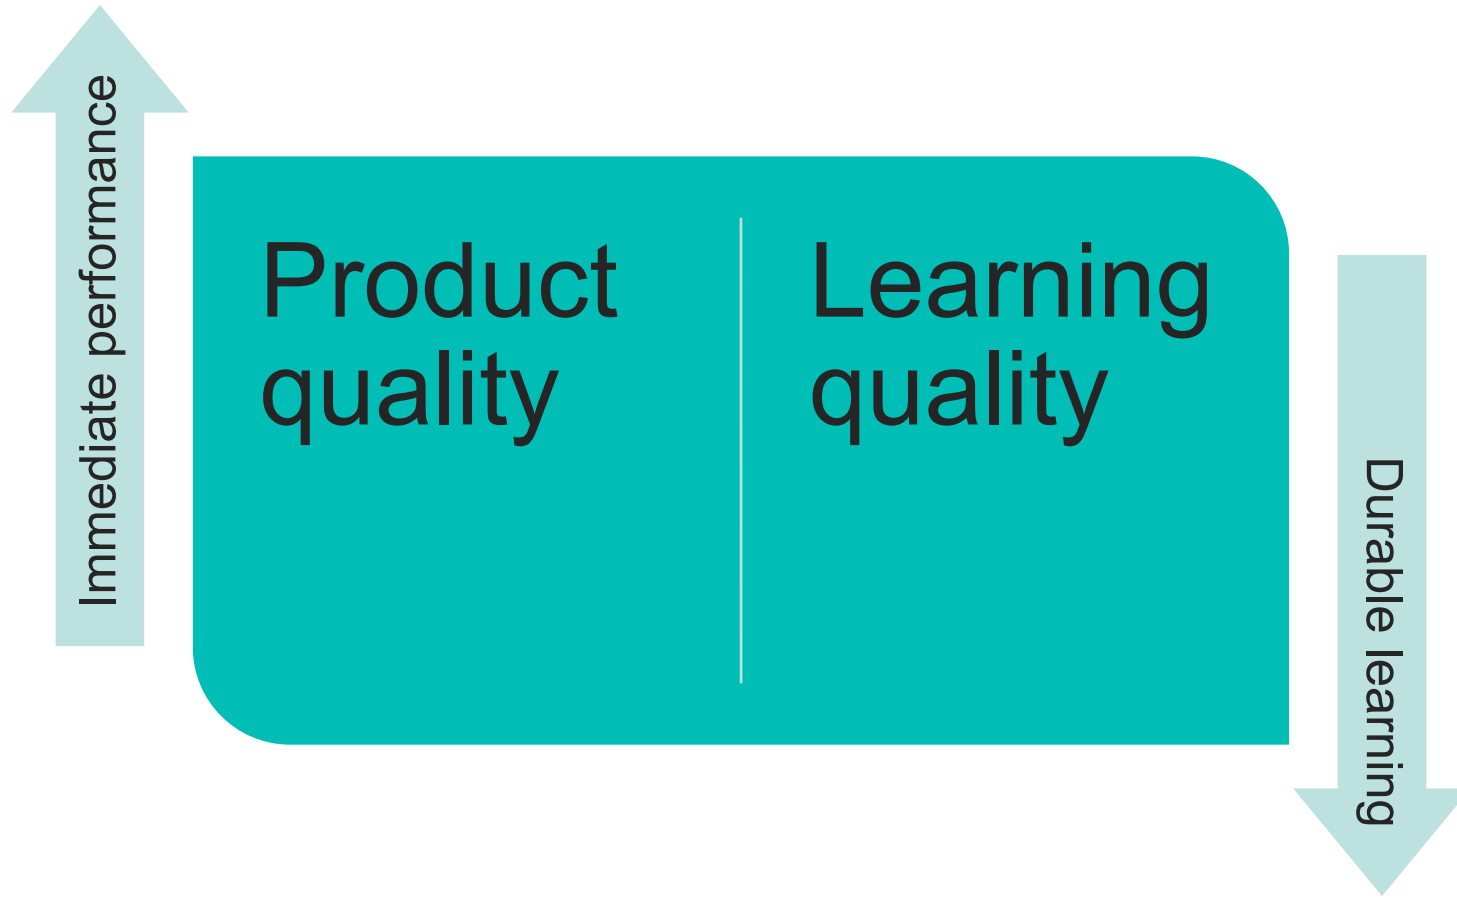 Immediate performance
Product
quality
Learning
quality
Durable learning